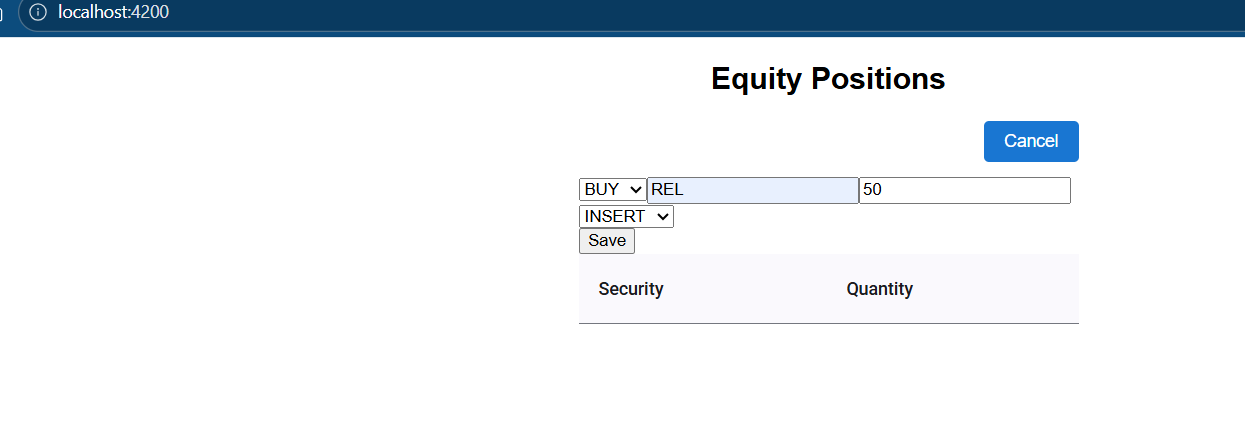 localhost:4200
Equity Positions
Cancel
BUY REL 50
INSERT
Save
Security Quantity